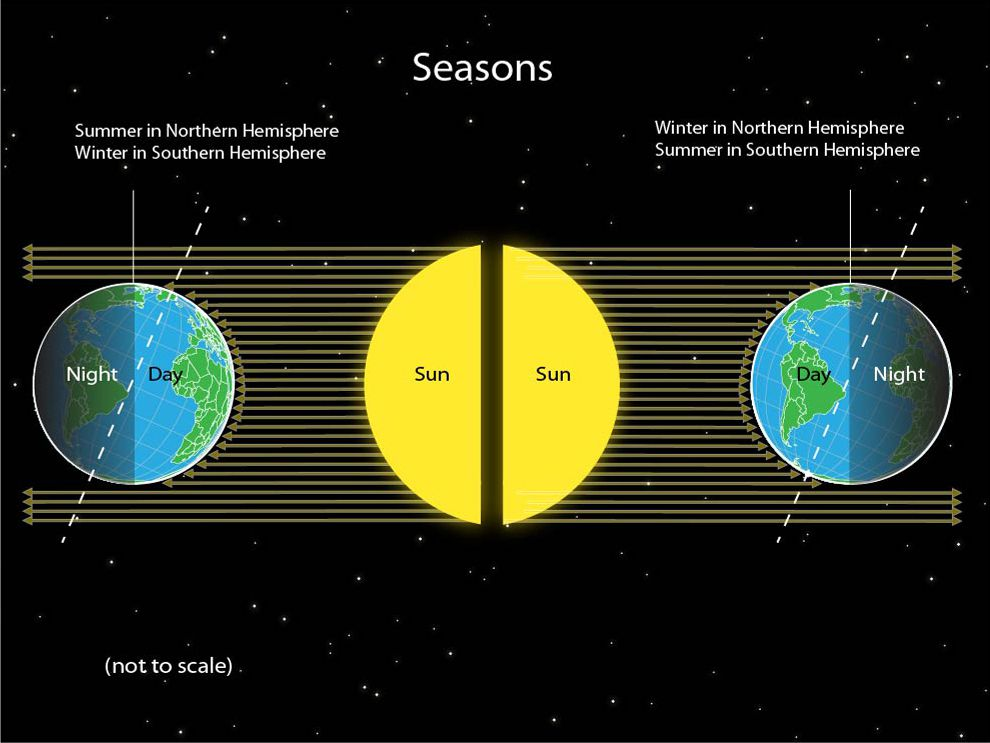 Seasons
Summer in Northern Hemisphere
Winter in Southern Hemisphere
Winter in Northern Hemisphere
Summer in Southern Hemisphere
Night
Day
Sun
Sun
Day
Night
(not to scale)